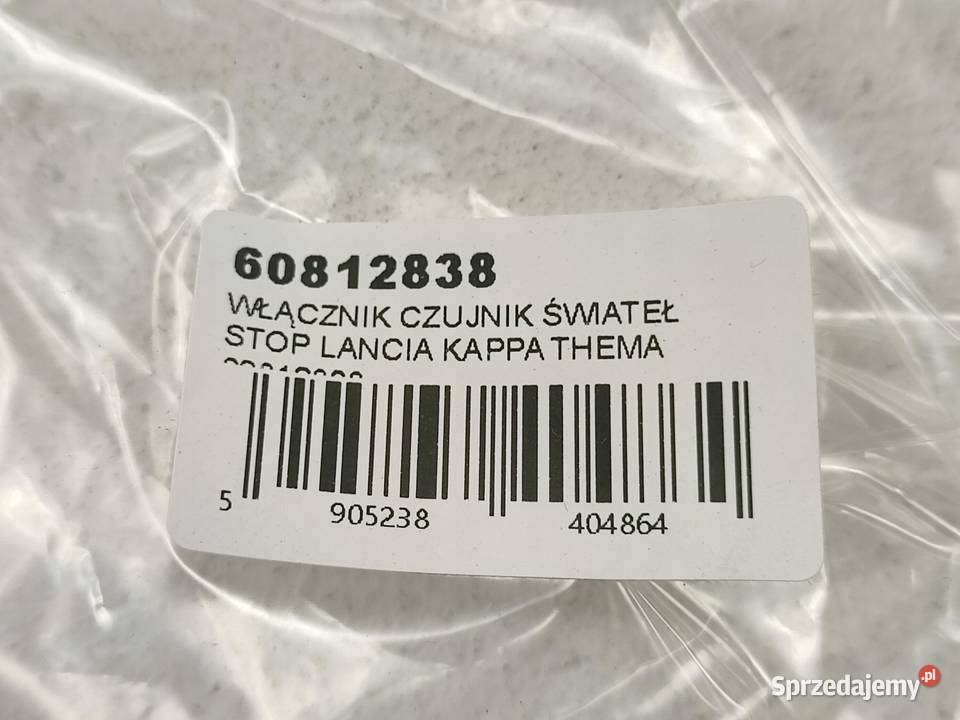 60812838
WŁĄCZNIK CZUJNIK ŚWIATEŁ
STOP LANCIA KAPPA THEMA
5 905238 404864
Sprzedajemy.pl